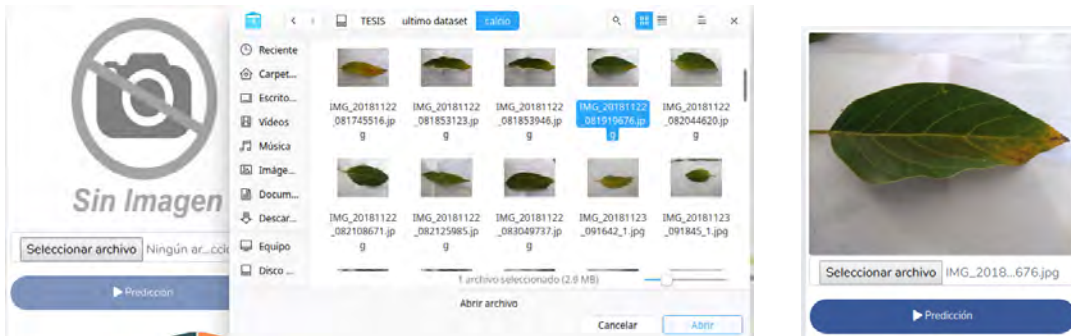 Sin Imagen
Seleccionar archivo Ningún ar...cció
Predicción
TESIS ultimo dataset calcio
Reciente
Carpet...
Escrito...
Vídeos
Música
Imáge...
Docum...
Descar...
Equipo
Disco ...
IMG_20181122
_081745516.jp
g
IMG_20181122
_081853123.jp
g
IMG_20181122
_081853946.jp
g
IMG_20181122
_081919676.jp
g
IMG_20181122
_082044620.jp
g
IMG_20181122
_082108671.jp
g
IMG_20181122
_082125985.jp
g
IMG_20181122
_083049737.jp
g
IMG_20181123
_091642_1.jpg
IMG_20181123
_091845_1.jpg
1 archivo seleccionado (2.9 MB)
Abrir archivo
Cancelar Abrir
Seleccionar archivo IMG_2018...676.jpg
Predicción